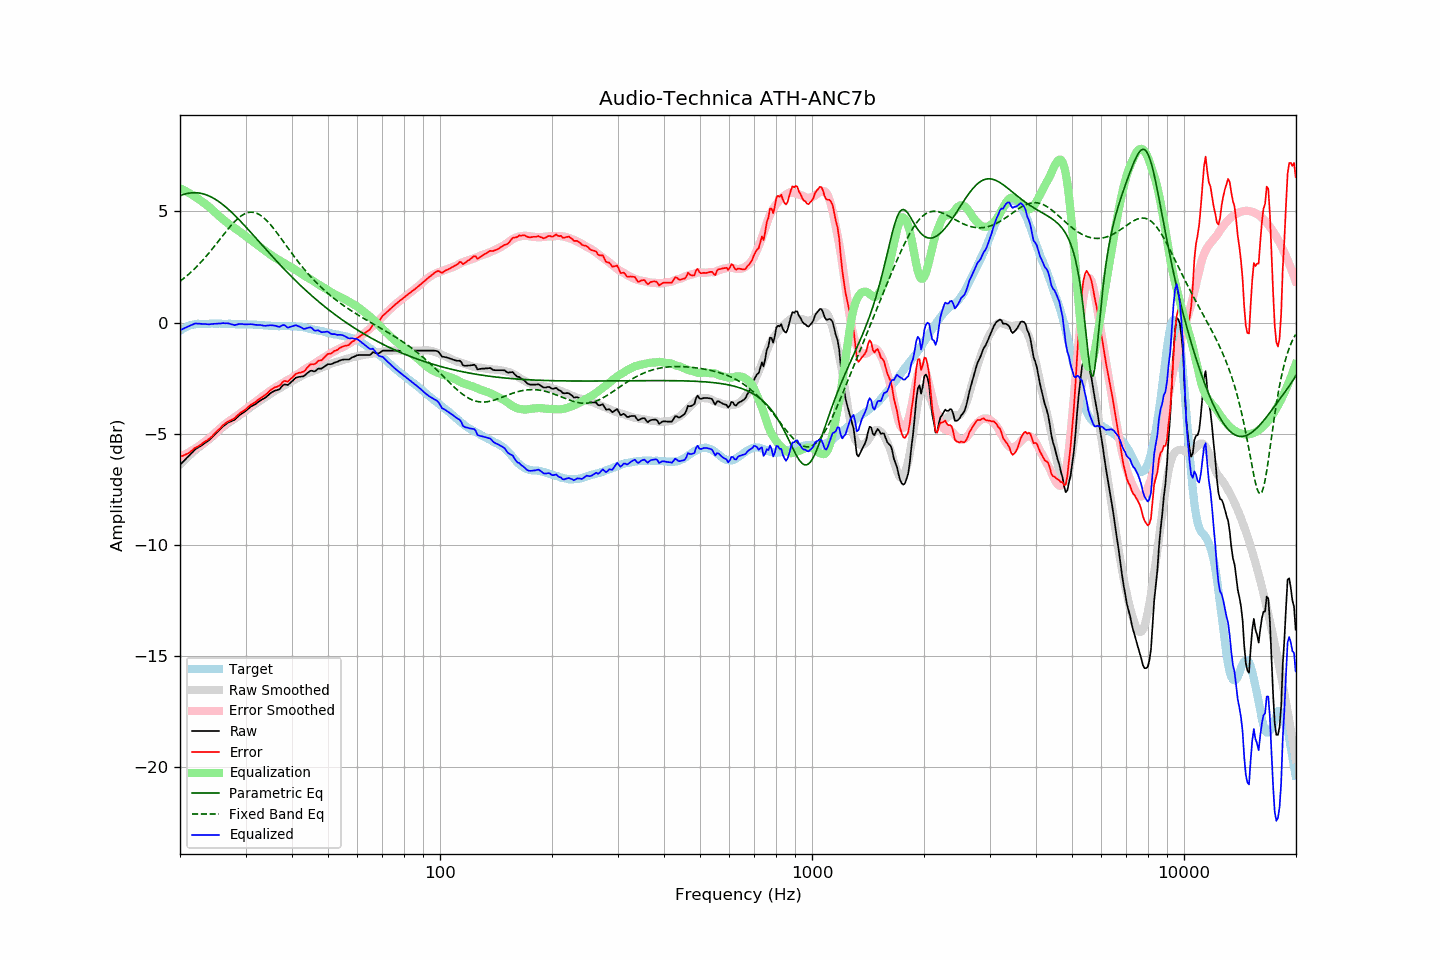 Audio-Technica ATH-ANC7b
Amplitude (dBr)
5
0
−5
−10
−15
−20
Target
Raw Smoothed
Error Smoothed
Raw
Error
Equalization
Parametric Eq
Fixed Band Eq
Equalized
100
1000
10000
Frequency (Hz)